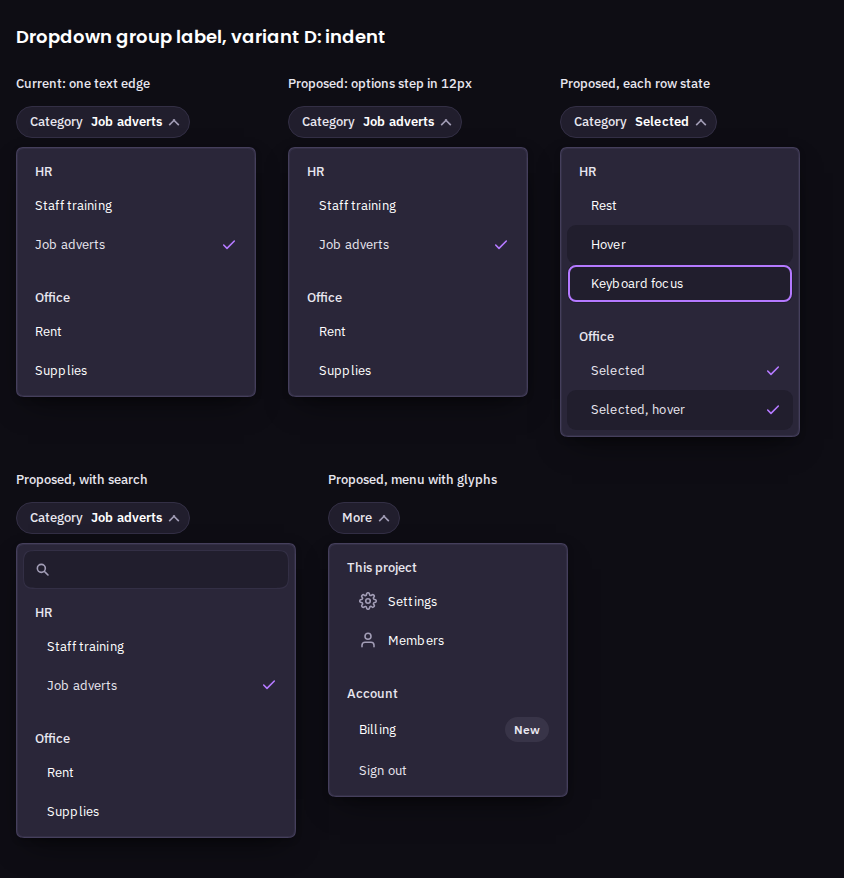 Dropdown group label, variant D: indent
Current: one text edge
Category Job adverts
HR
Staff training
Job adverts
Office
Rent
Supplies
Proposed: options step in 12px
Category Job adverts
HR
Staff training
Job adverts
Office
Rent
Supplies
Proposed, each row state
Category Selected
HR
Rest
Hover
Keyboard focus
Office
Selected
Selected, hover
Proposed, with search
Category Job adverts
HR
Staff training
Job adverts
Office
Rent
Supplies
Proposed, menu with glyphs
More
This project
Settings
Members
Account
Billing New
Sign out